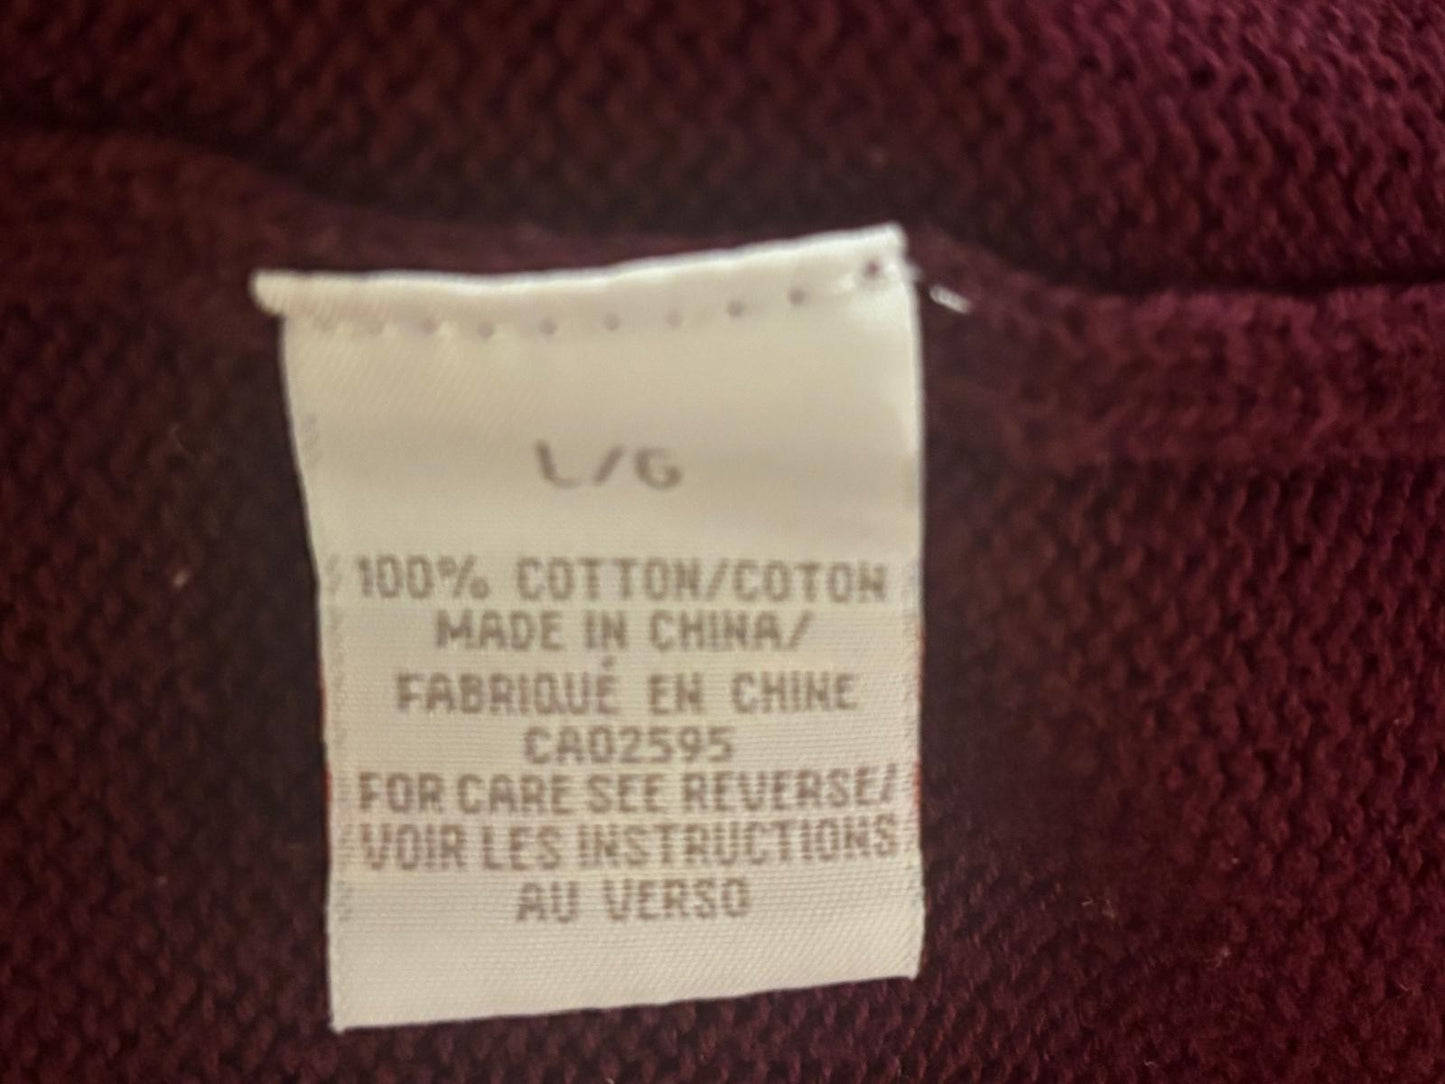 L/G
100% COTTON/COTON
MADE IN CHINA/
FABRIQUÉ EN CHINE
CA02595
FOR CARE SEE REVERSE/
VOIR LES INSTRUCTIONS
AU VERSO